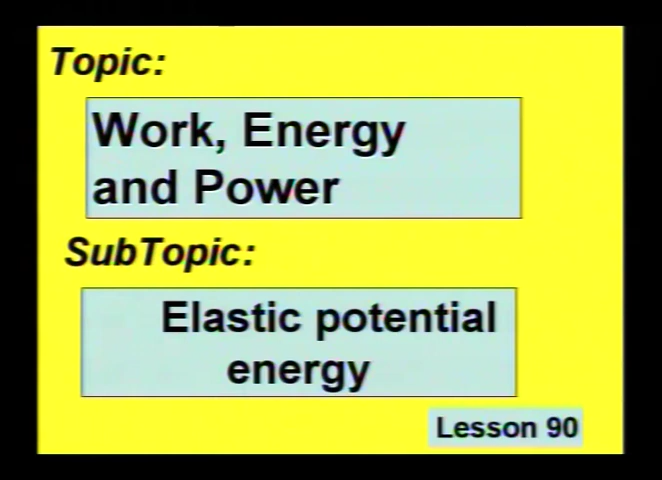 Topic:
Work, Energy
and Power
SubTopic:
Elastic potential
energy
Lesson 90